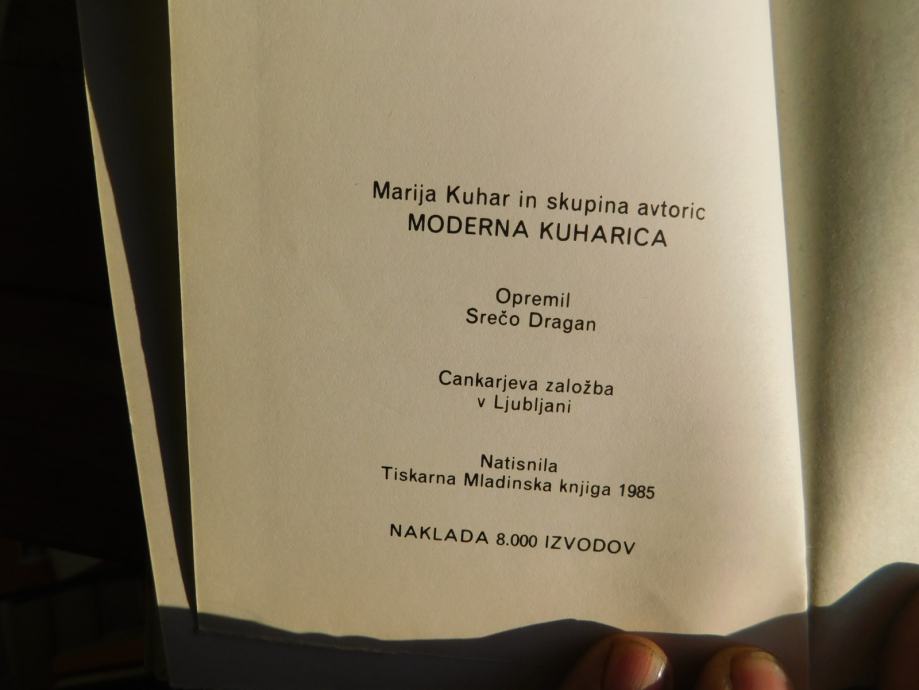 Marija Kuhar in skupina avtoric
MODERNA KUHARICA
Opremil
Srečo Dragan
Cankarjeva založba
v Ljubljani
Natisnila
Tiskarna Mladinska knjiga 1985
NAKLADA 8.000 IZVODOV